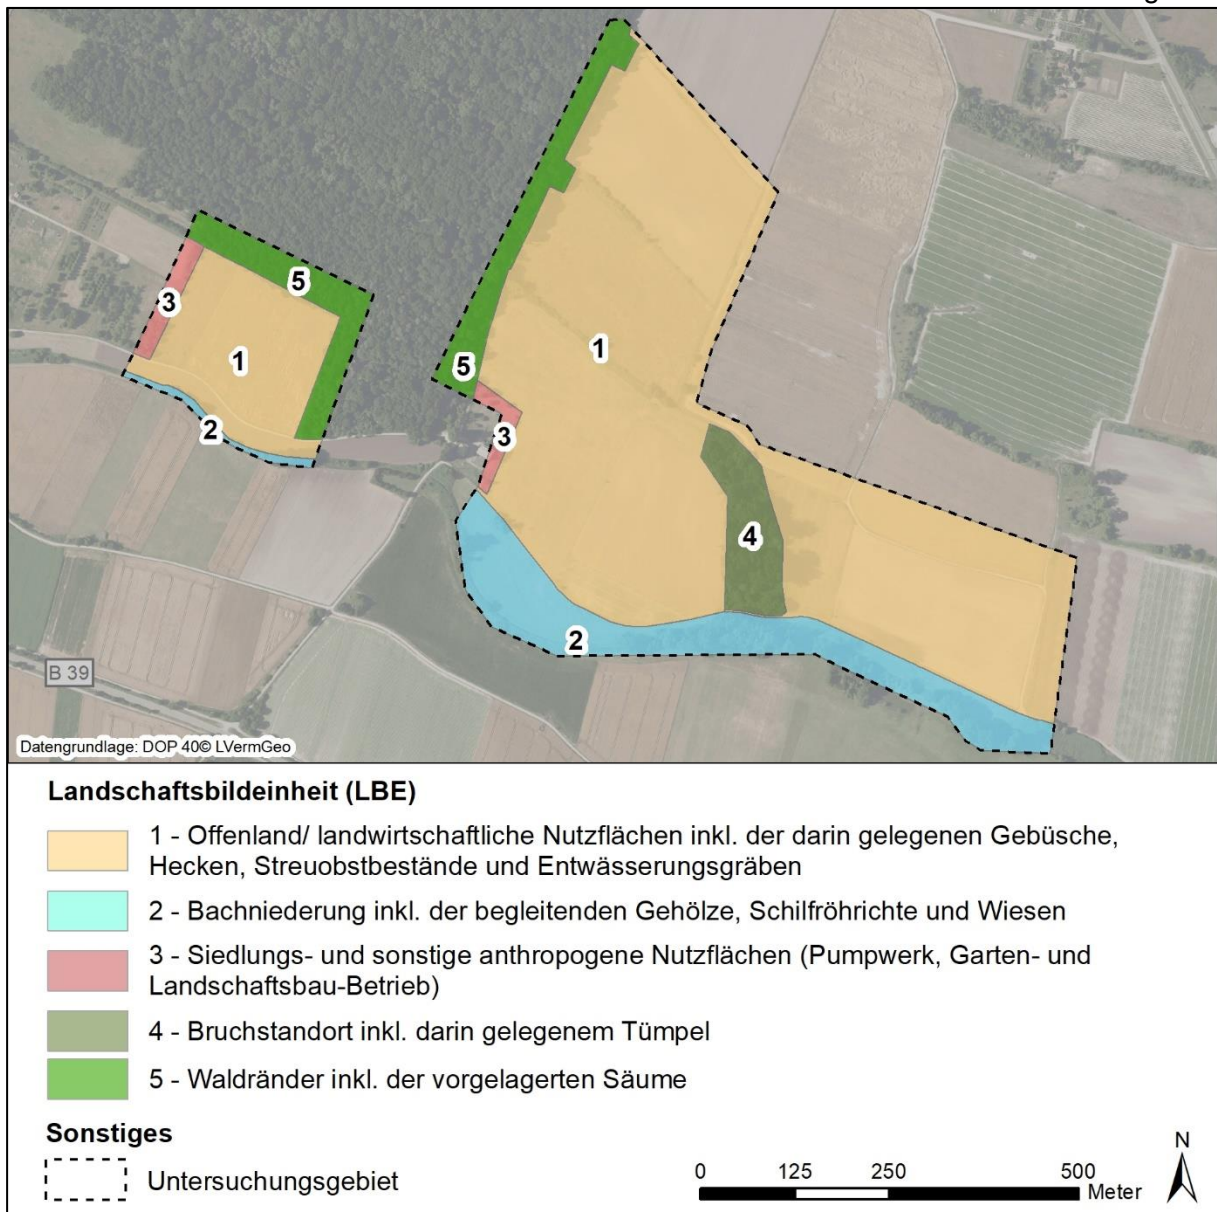 5
3
1
2
5
1
3
4
2
B 39
Datengrundlage: DOP 40© LVermGeo
Landschaftsbildeinheit (LBE)
1 - Offenland/ landwirtschaftliche Nutzflächen inkl. der darin gelegenen Gebüsche,
Hecken, Streuobstbestände und Entwässerungsgräben
2 - Bachniederung inkl. der begleitenden Gehölze, Schilfröhrichte und Wiesen
3 - Siedlungs- und sonstige anthropogene Nutzflächen (Pumpwerk, Garten- und
Landschaftsbau-Betrieb)
4 - Bruchstandort inkl. darin gelegenem Tümpel
5 - Waldränder inkl. der vorgelagerten Säume
Sonstiges
Untersuchungsgebiet
0 125 250 500
Meter
N